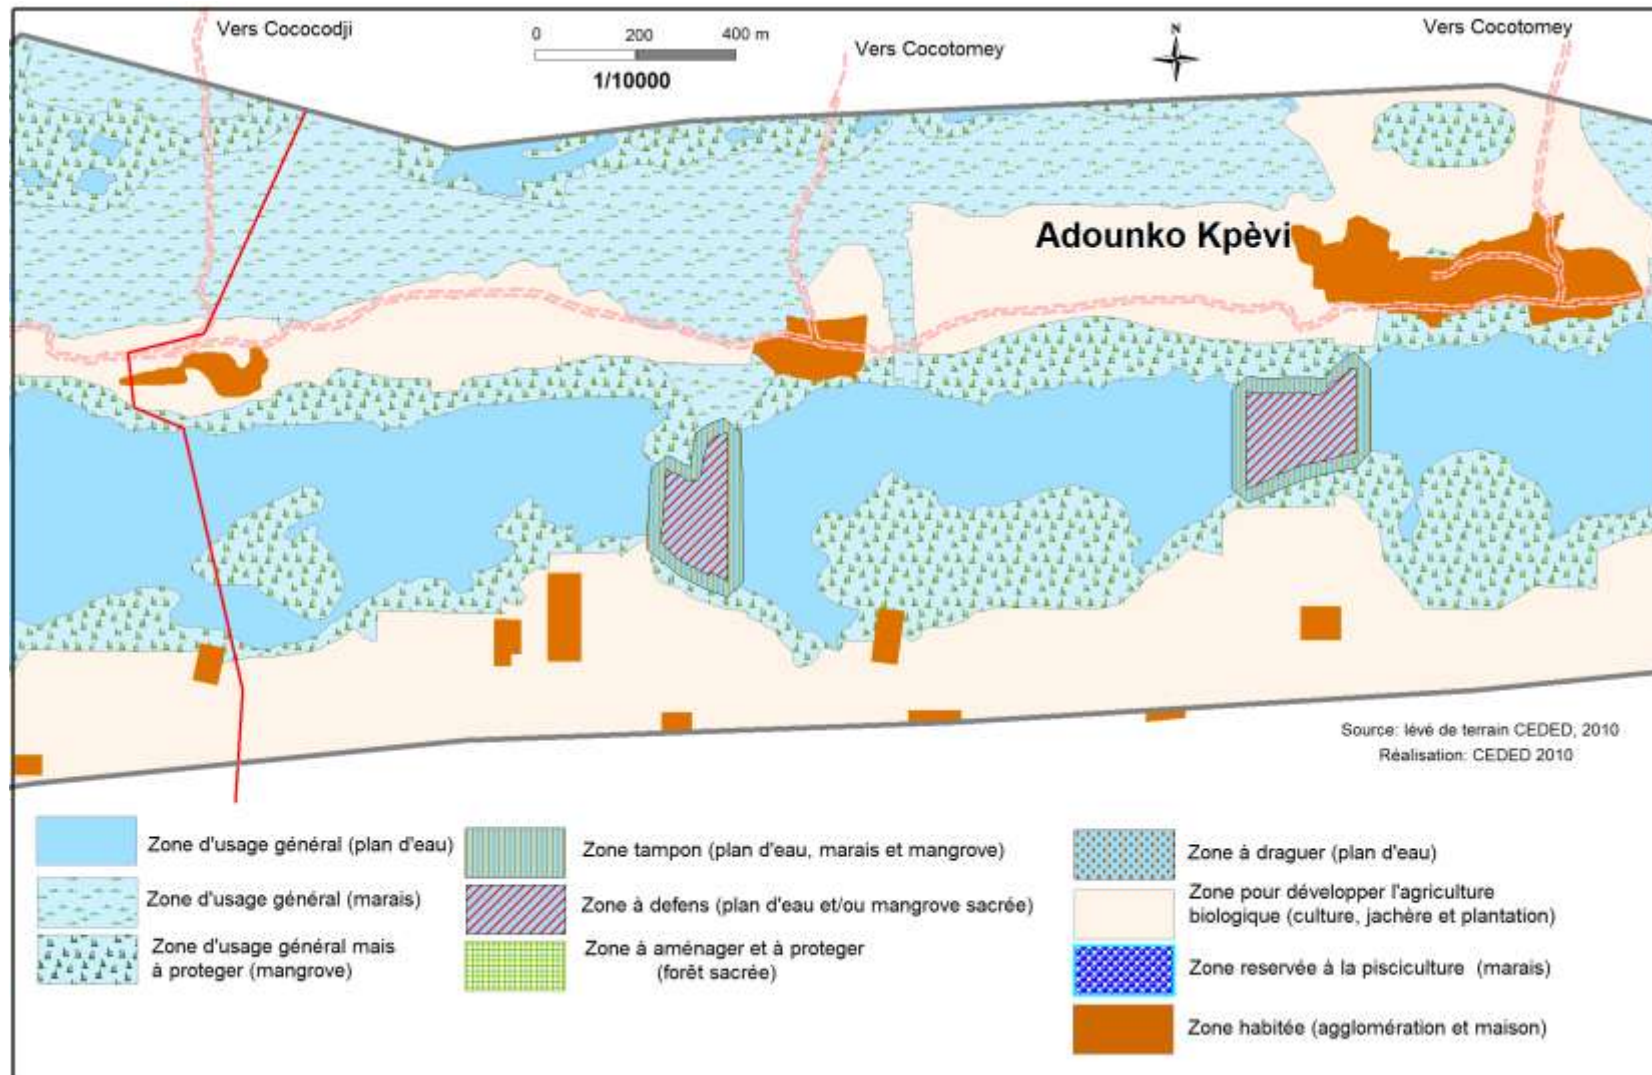 Vers Cococodji
0 200 400 m
1/10000
Vers Cocotomey
N
Vers Cocotomey
Adounko Kpèvi
Source: lévé de terrain CEDED, 2010
Réalisation: CEDED 2010
Zone d'usage général (plan d'eau)
Zone d'usage général (marais)
Zone d'usage général mais
à proteger (mangrove)
Zone tampon (plan d'eau, marais et mangrove)
Zone à defens (plan d'eau et/ou mangrove sacrée)
Zone à aménager et à proteger
(forêt sacrée)
Zone à draguer (plan d'eau)
Zone pour développer l'agriculture
biologique (culture, jachère et plantation)
Zone reservée à la pisciculture (marais)
Zone habitée (agglomération et maison)